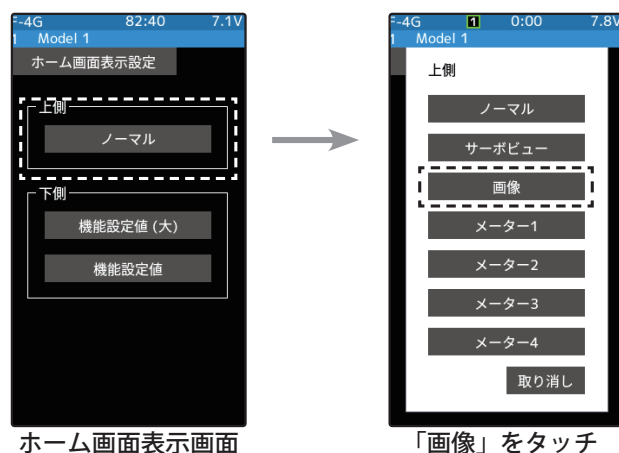 F-4G 82:40 7.1V
1 Model 1
ホーム画面表示設定
上側
ノーマル
下側
機能設定値 (大)
機能設定値
ホーム画面表示画面
F-4G 1 0:00 7.8V
1 Model 1
上側
ノーマル
サーボビュー
画像
メーター1
メーター2
メーター3
メーター4
取り消し
「画像」をタッチ